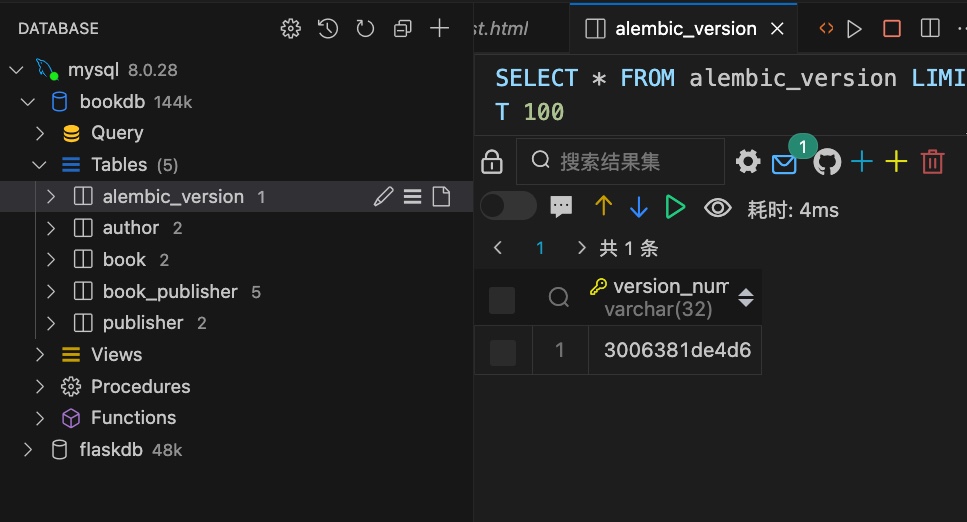 DATABASE
mysql 8.0.28
bookdb 144k
Query
Tables (5)
alembic_version 1
author 2
book 2
book_publisher 5
publisher 2
Views
Procedures
Functions
flaskdb 48k
st.html
alembic_version
SELECT * FROM alembic_version LIMI
T 100
搜索结果集
1
耗时: 4ms
1 共 1 条
version_num
varchar(32)
1 3006381de4d6